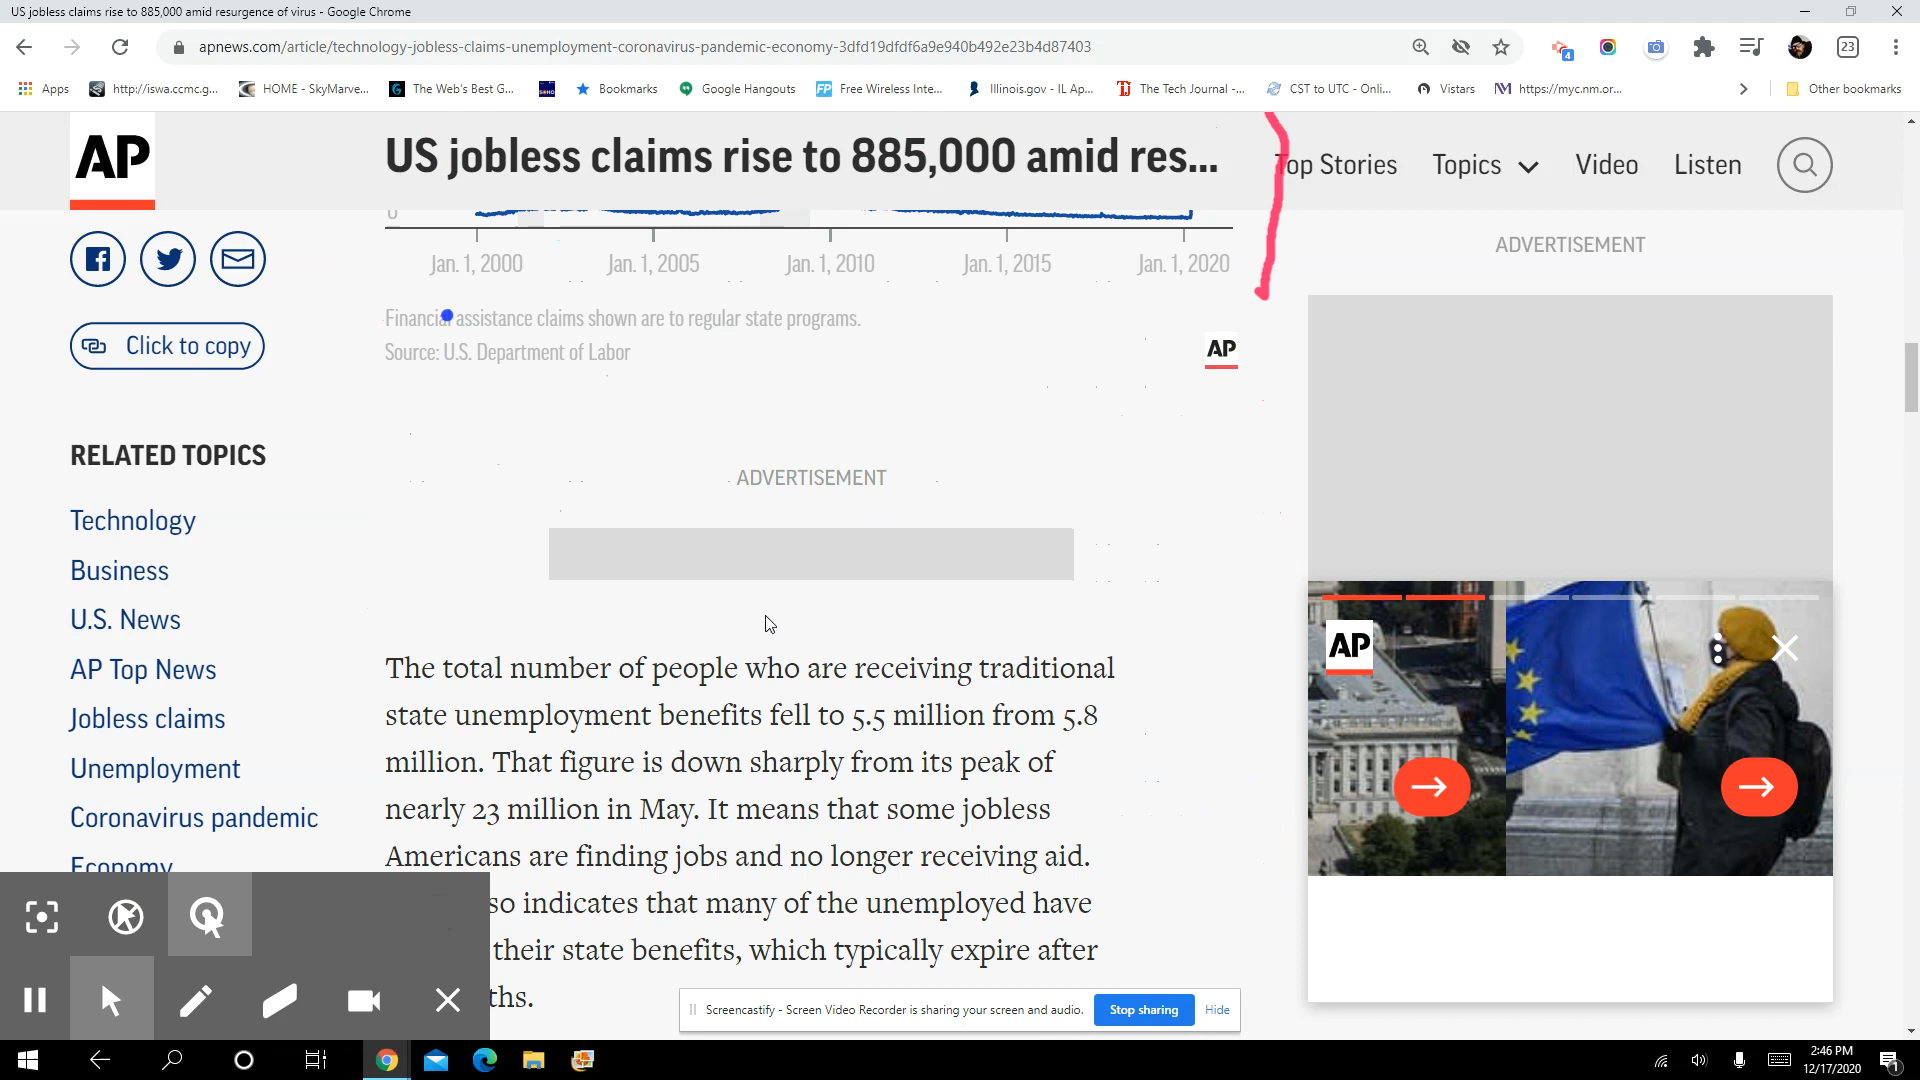 US jobless claims rise to 885,000 amid resurgence of virus - Google Chrome
apnews.com/article/technology-jobless-claims-unemployment-coronavirus-pandemic-economy-3dfd19dfdf6a9e940b492e23b4d87403
4
23
Apps
http://iswa.ccmc.g...
HOME - SkyMarve...
The Web's Best G...
Bookmarks
Google Hangouts
FP
Free Wireless Inte...
Illinois.gov - IL Ap...
The Tech Journal -...
CST to UTC - Onli...
Vistars
https://myc.nm.or...
Other bookmarks
AP
US jobless claims rise to 885,000 amid res...
Top Stories
Topics
Video
Listen
0
Jan. 1, 2000
Jan. 1, 2005
Jan. 1, 2010
Jan. 1, 2015
Jan. 1, 2020
Financial assistance claims shown are to regular state programs.
Source: U.S. Department of Labor
AP
Click to copy
ADVERTISEMENT
RELATED TOPICS
Technology
Business
U.S. News
AP Top News
Jobless claims
Unemployment
Coronavirus pandemic
Economy
ADVERTISEMENT
The total number of people who are receiving traditional
state unemployment benefits fell to 5.5 million from 5.8
million. That figure is down sharply from its peak of
nearly 23 million in May. It means that some jobless
Americans are finding jobs and no longer receiving aid.
so indicates that many of the unemployed have
their state benefits, which typically expire after
ths.
AP
Screencastify - Screen Video Recorder is sharing your screen and audio.
Stop sharing
Hide
2:46 PM
12/17/2020
1